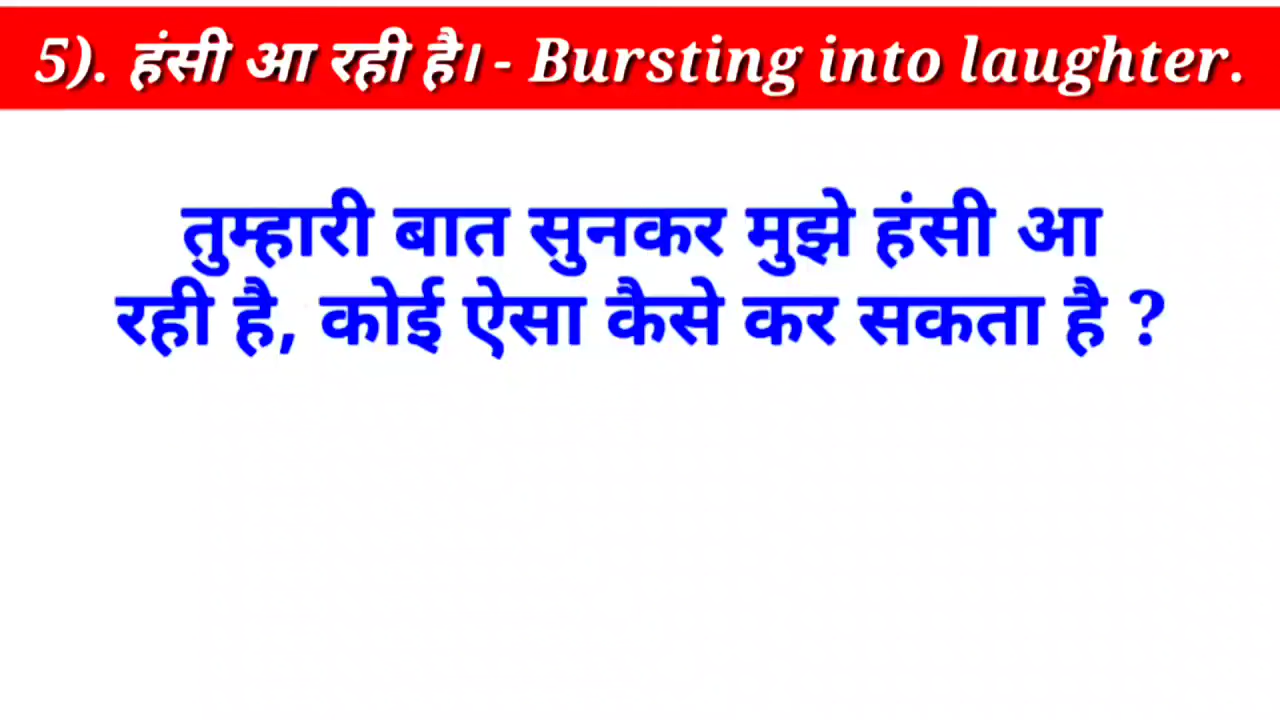 5). हंसी आ रही है। - Bursting into laughter.
तुम्हारी बात सुनकर मुझे हंसी आ
रही है, कोई ऐसा कैसे कर सकता है ?